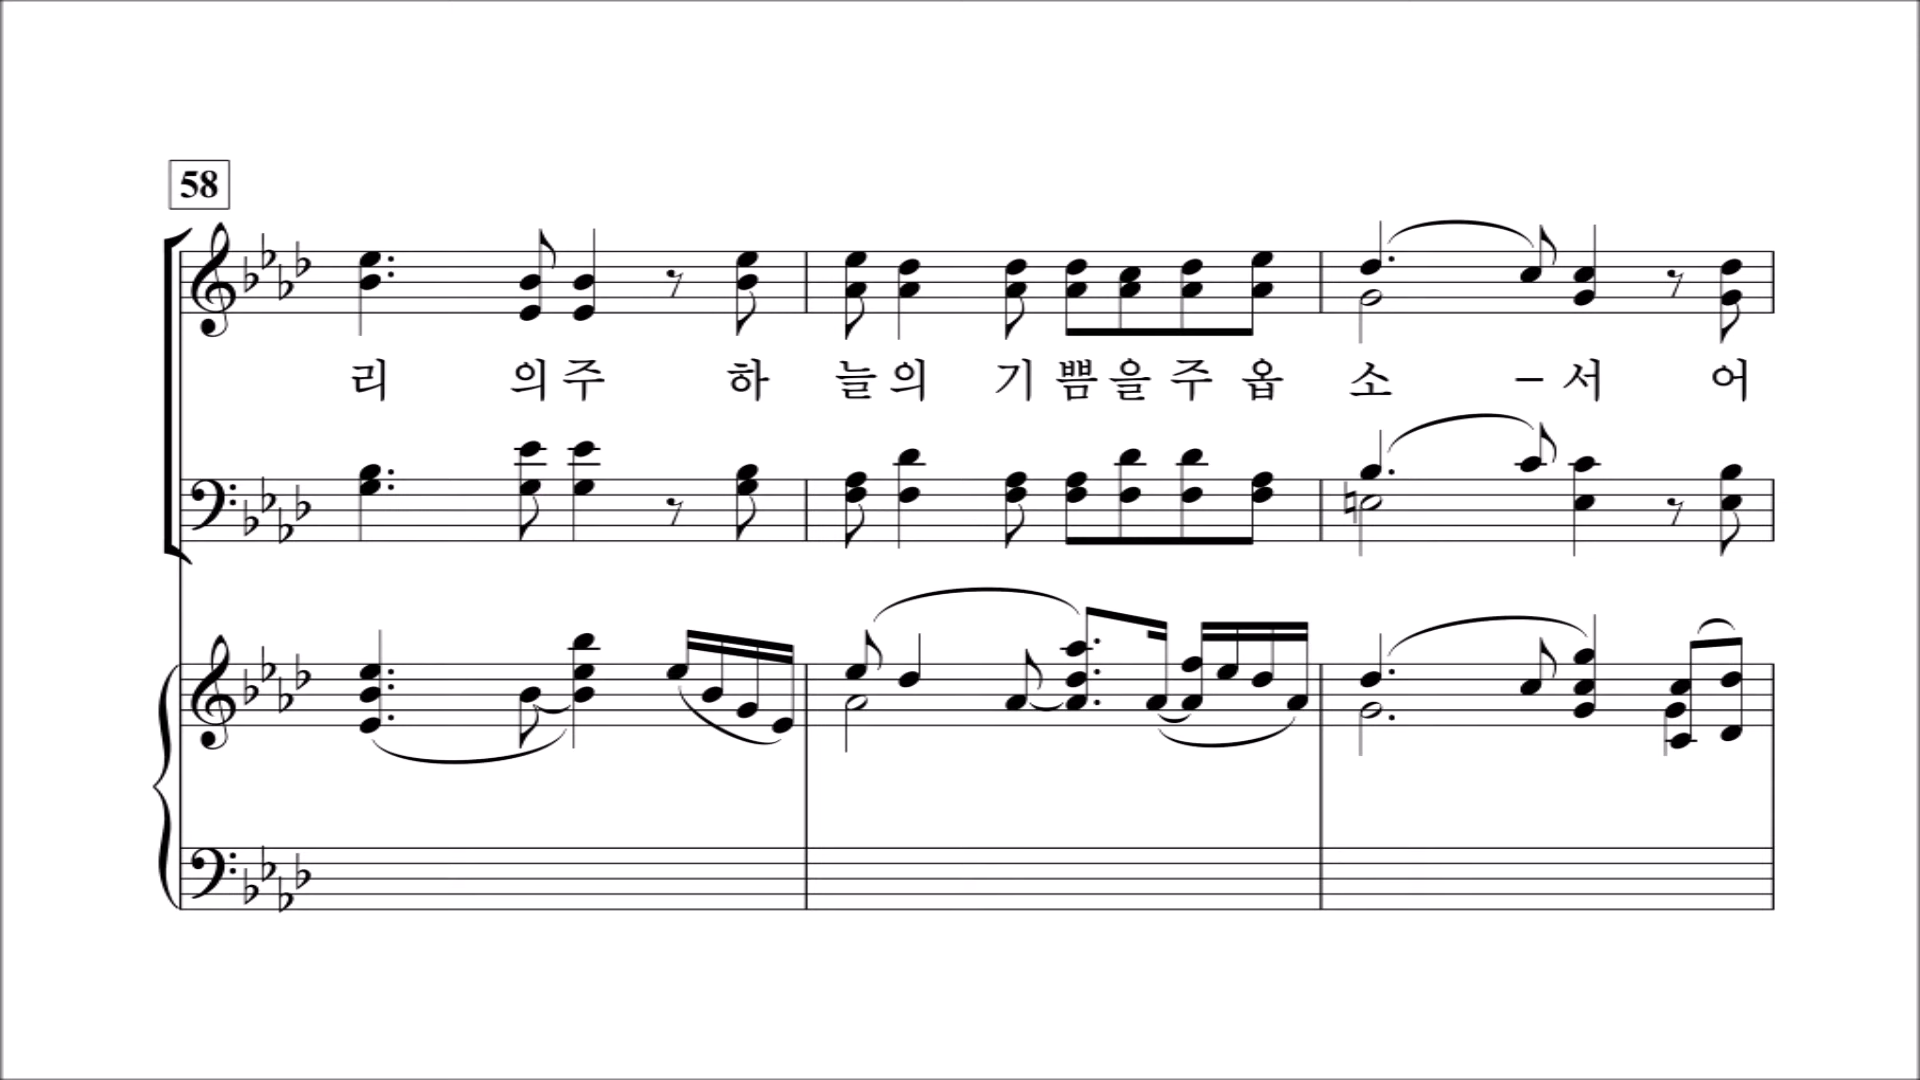 58
리 의 주 하 늘 의 기 쁨 을 주 옵 소 – 서 어